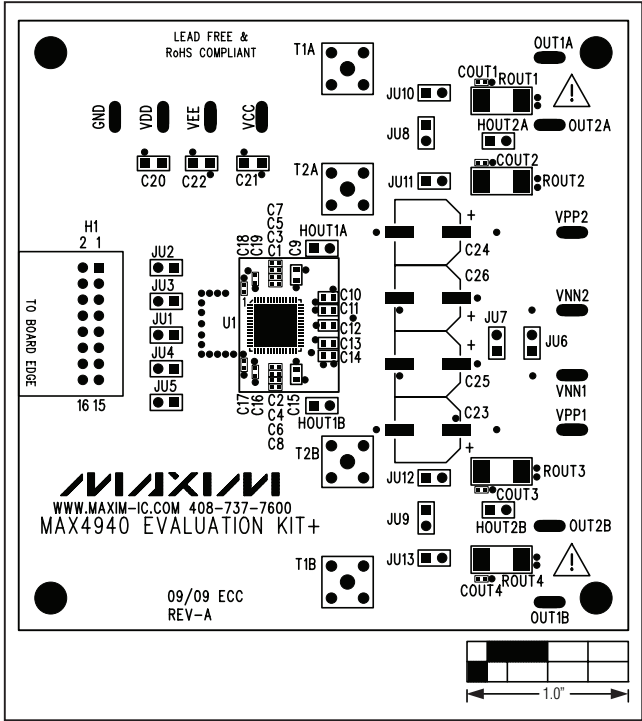 LEAD FREE &
RoHS COMPLIANT
T1A
OUT1A
COUT1
ROUT1
JU10
GND
VDD
VEE
VCC
JU8
HOUT2A
OUT2A
COUT2
C20
C22
C21
T2A
JU11
ROUT2
C7
C5
C3
C1
C18
C19
C9
HOUT1A
VPP2
C24
H1
2 1
JU2
C26
JU3
1
C10
C11
VNN2
TO BOARD EDGE
JU1
U1
C12
JU7
JU6
C13
JU4
C14
C25
JU5
C17
C16
C2
C4
C6
C8
C15
HOUT1B
VNN1
C23
VPP1
16 15
T2B
MAXIM
WWW.MAXIM-IC.COM 408-737-7600
MAX4940 EVALUATION KIT+
JU12
ROUT3
COUT3
JU9
HOUT2B
OUT2B
T1B
JU13
ROUT4
COUT4
09/09 ECC
REV-A
OUT1B
1.0"